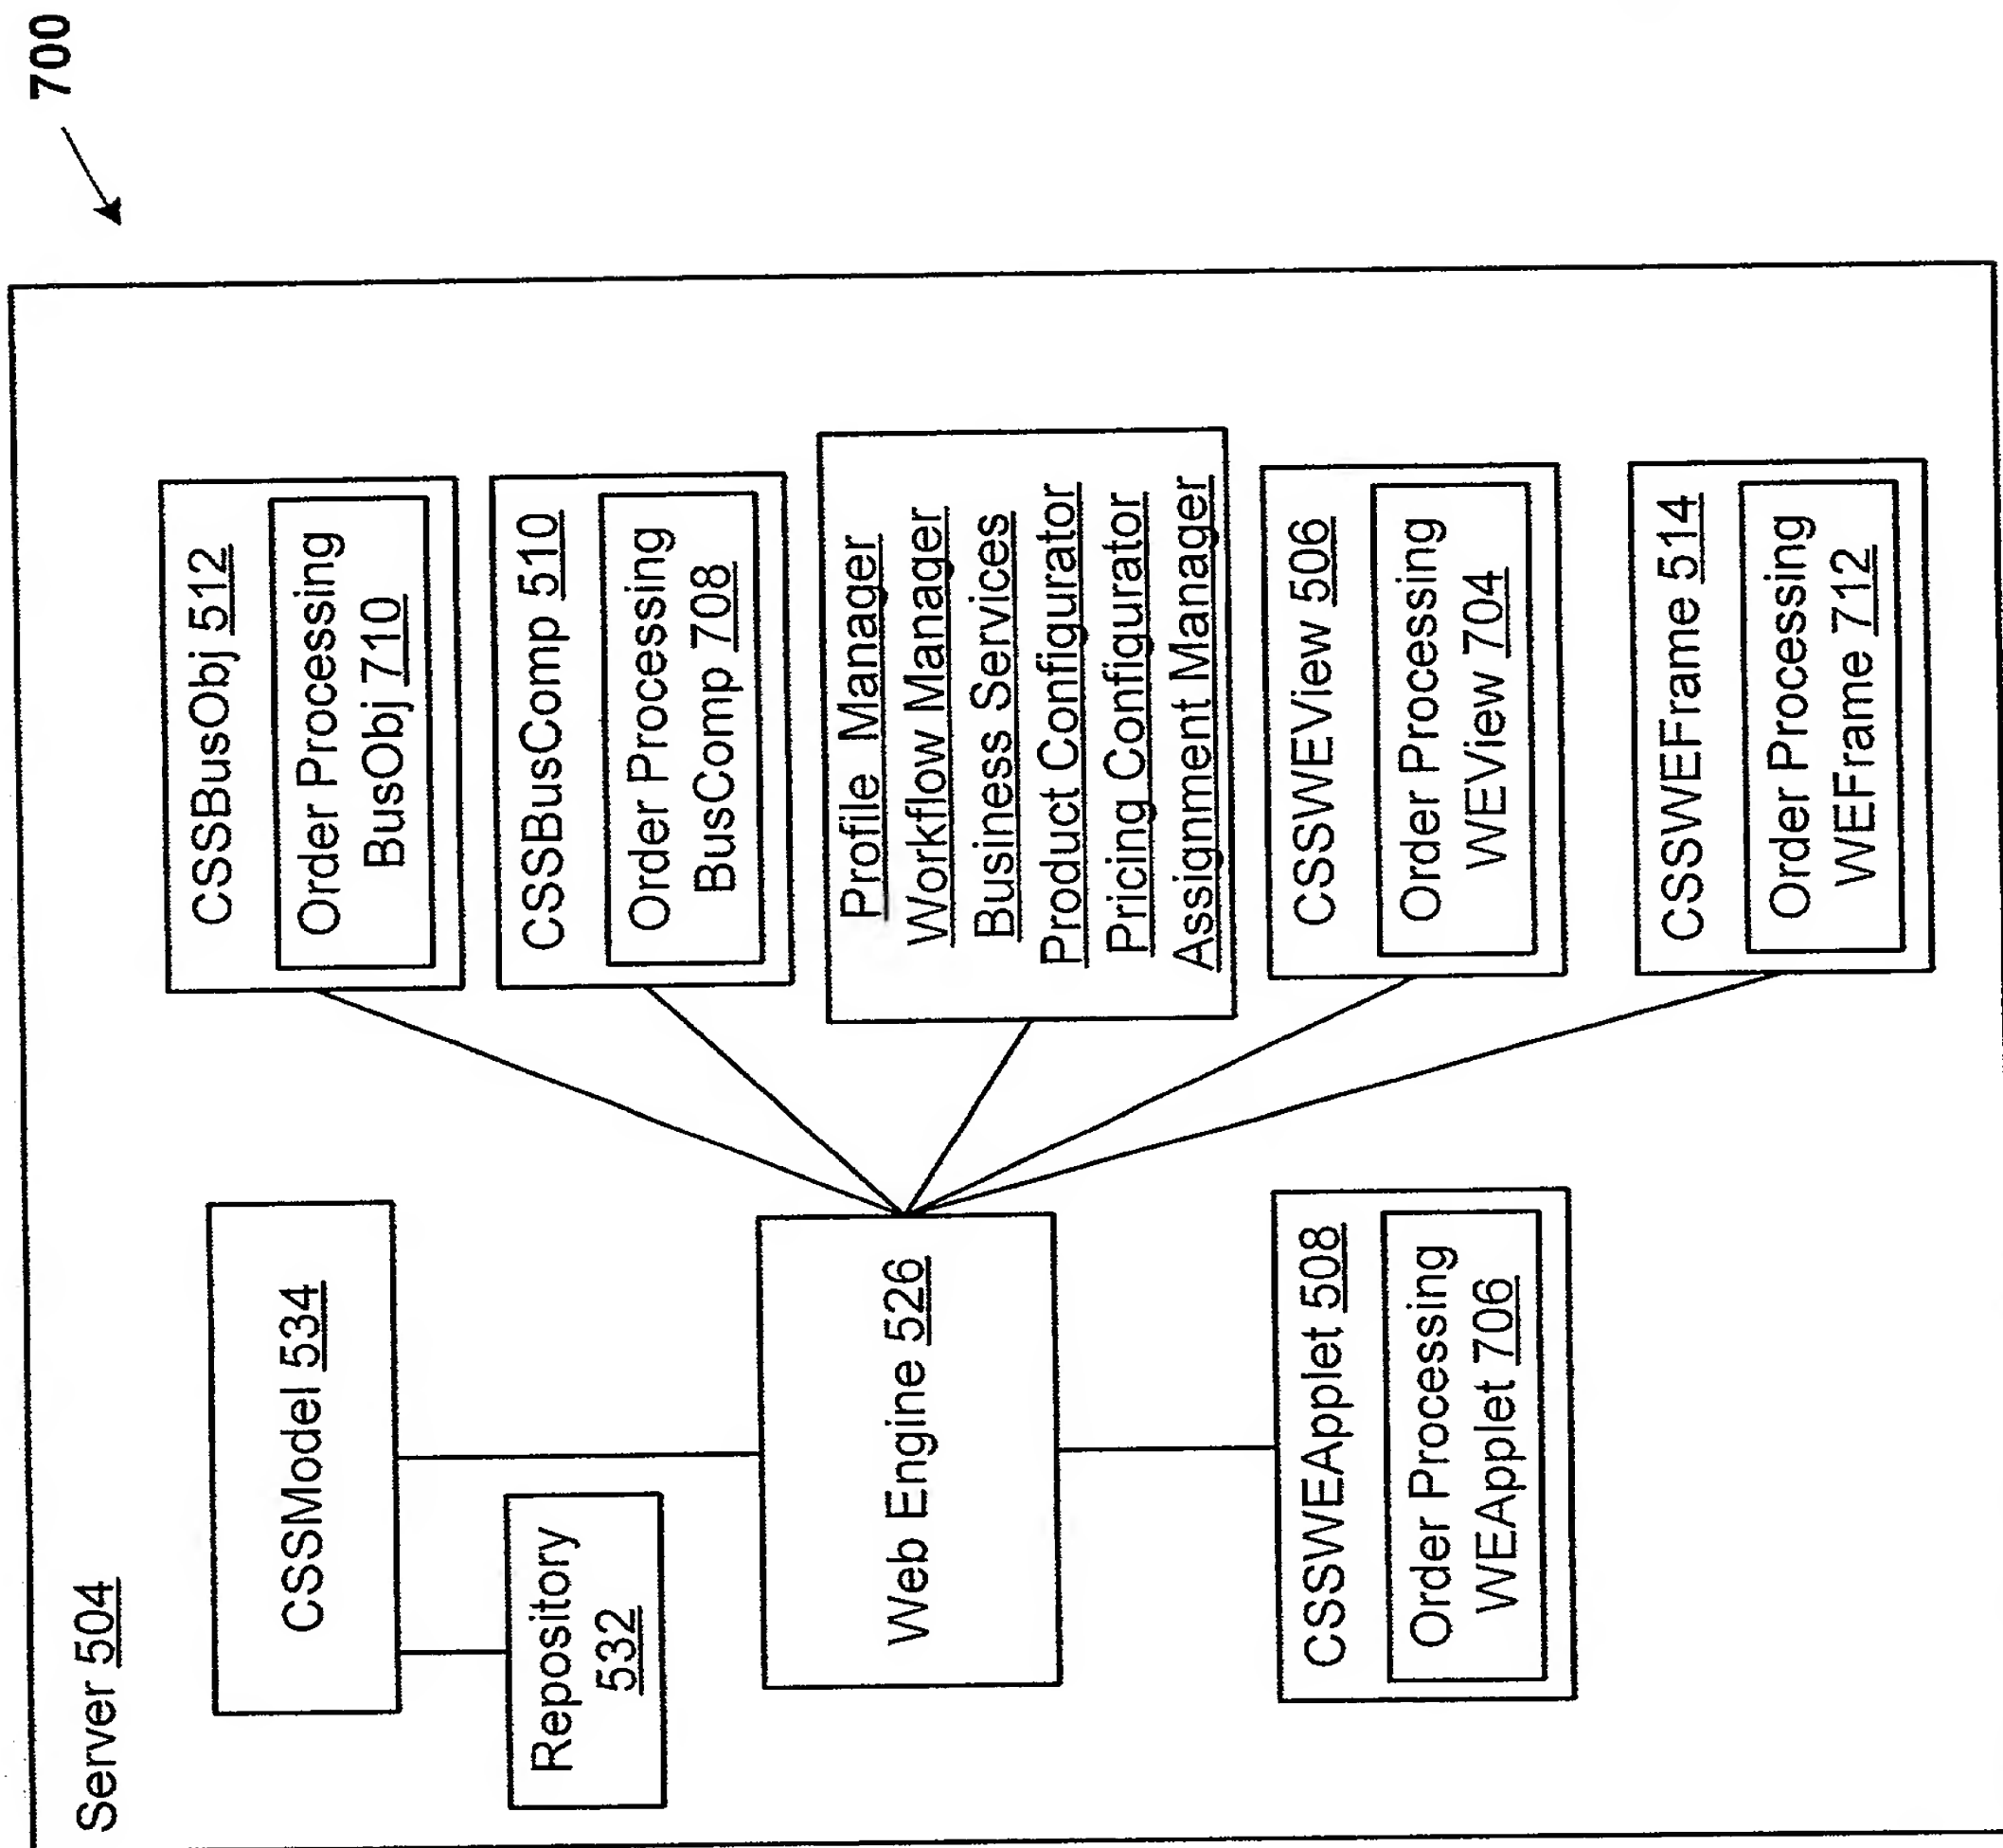 700
Server 504
CSSModel 534
Repository
532
Web Engine 526
CSSWEApplet 508
Order Processing
WEApplet 706
CSSBusObj 512
Order Processing
BusObj 710
CSSBusComp 510
Order Processing
BusComp 708
Profile Manager
Workflow Manager
Business Services
Product Configurator
Pricing Configurator
Assignment Manager
CSSWEView 506
Order Processing
WEView 704
CSSWEFrame 514
Order Processing
WEFrame 712